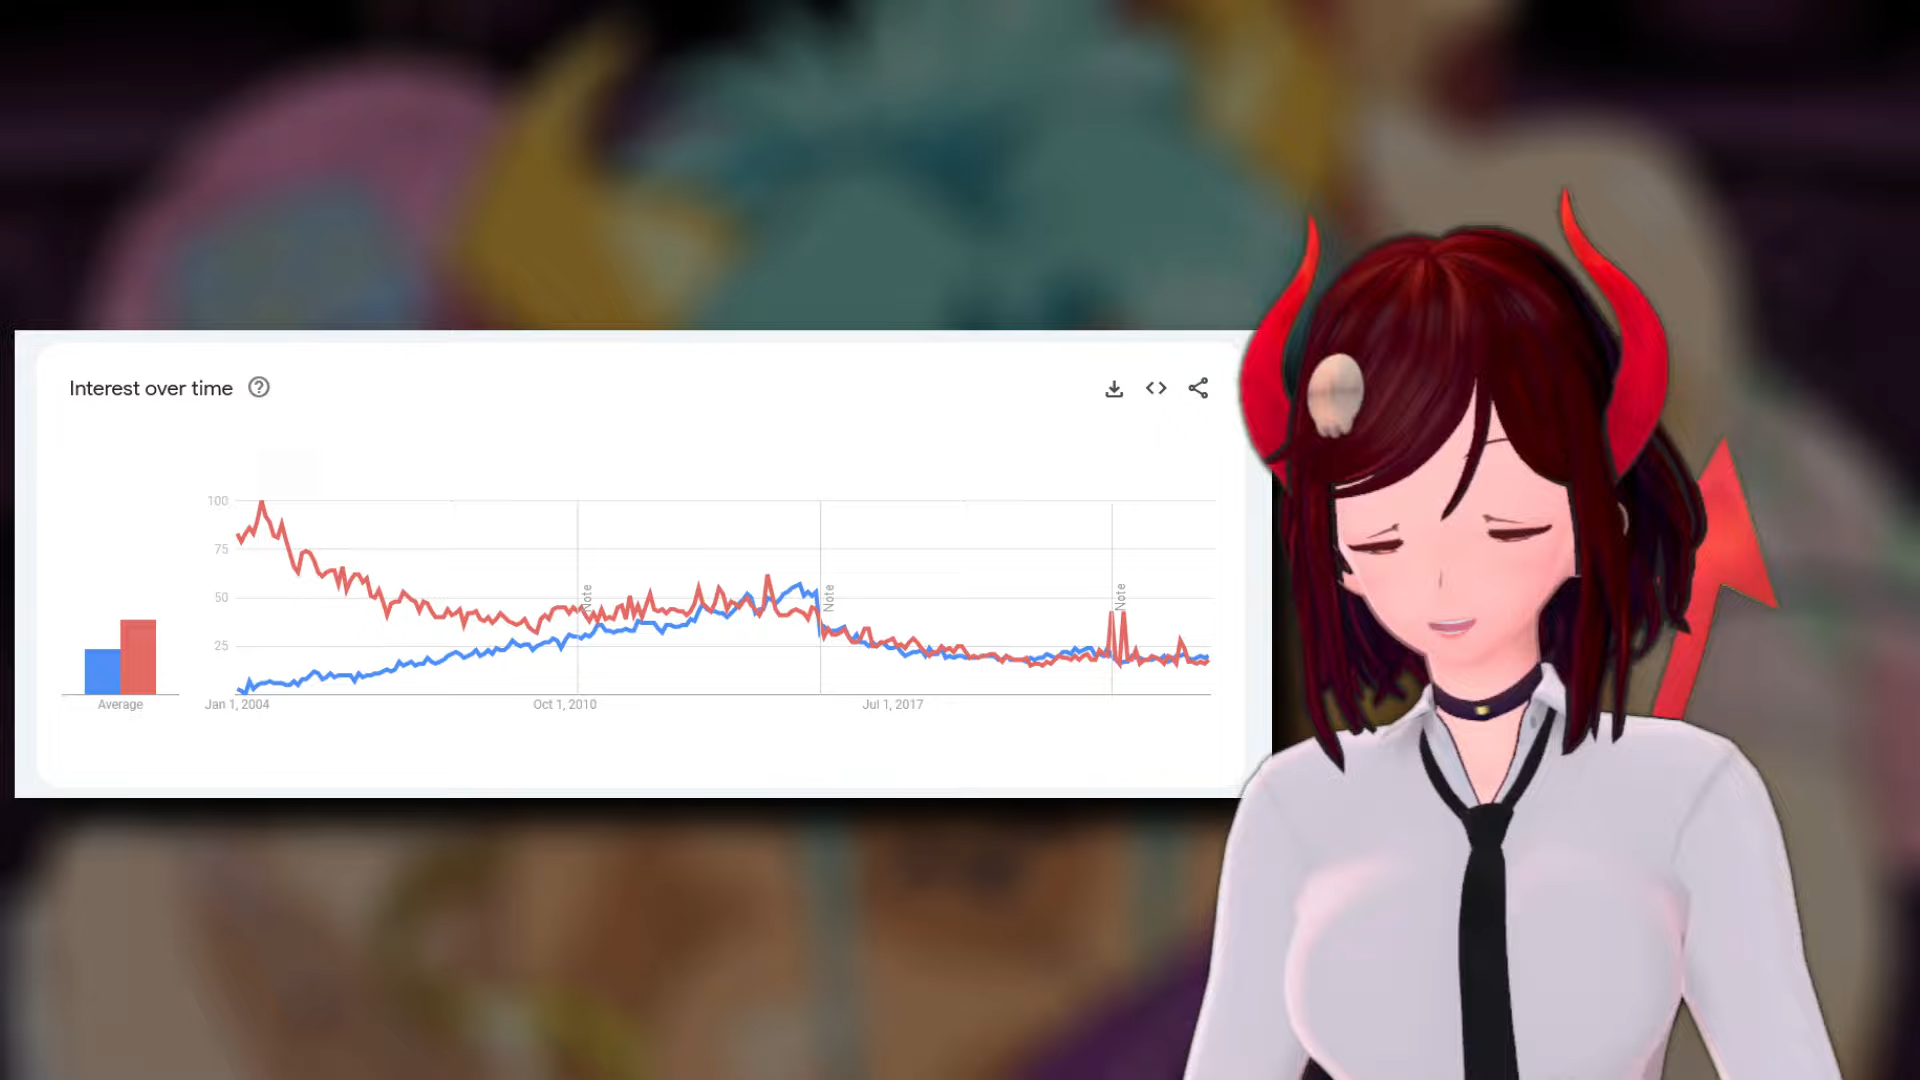 Interest over time
100
75
50
25
Note
Note
Note
Average
Jan 1, 2004
Oct 1, 2010
Jul 1, 2017